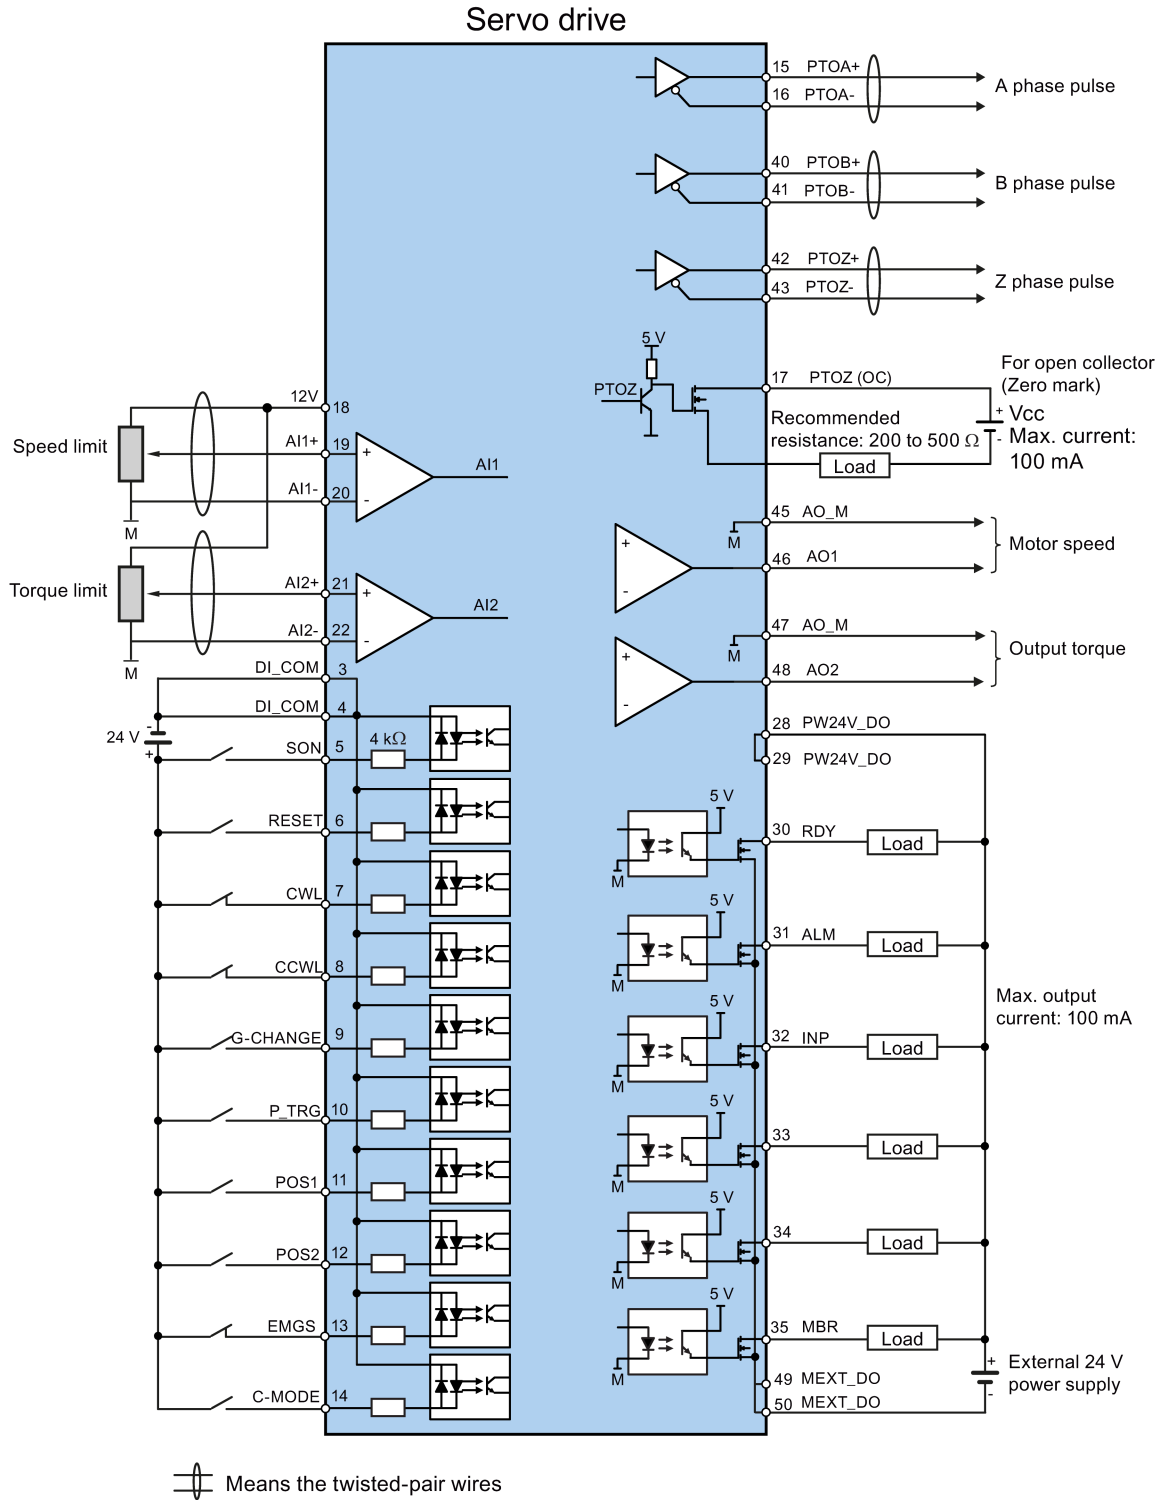 Servo drive
15 PTOA+
16 PTOA-
A phase pulse
40 PTOB+
41 PTOB-
B phase pulse
42 PTOZ+
43 PTOZ-
Z phase pulse
5 V
PTOZ
17 PTOZ (OC)
For open collector
(Zero mark)
Recommended
resistance: 200 to 500 Ω
Load
+ Vcc
- Max. current:
100 mA
12V 18
Speed limit
AI1+ 19
+
AI1
AI1- 20
-
M
Torque limit
AI2+ 21
+
AI2
AI2- 22
-
M
45 AO_M
M
+
46 AO1
-
Motor speed
47 AO_M
M
+
48 AO2
-
Output torque
DI_COM 3
DI_COM 4
-
24 V
+
SON 5
4 kΩ
RESET 6
CWL 7
CCWL 8
G-CHANGE 9
P_TRG 10
POS1 11
POS2 12
EMGS 13
C-MODE 14
28 PW24V_DO
29 PW24V_DO
5 V
30 RDY
Load
M
5 V
31 ALM
Load
M
Max. output
current: 100 mA
5 V
32 INP
Load
M
5 V
33
Load
M
5 V
34
Load
M
5 V
35 MBR
Load
M
49 MEXT_DO
50 MEXT_DO
+
-
External 24 V
power supply
Means the twisted-pair wires